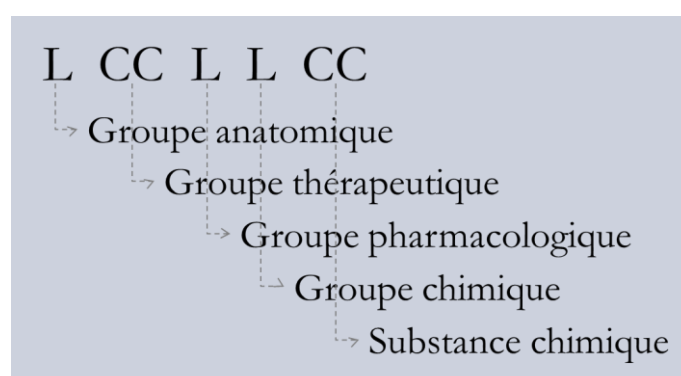 L CC L L CC
Groupe anatomique
Groupe thérapeutique
Groupe pharmacologique
Groupe chimique
Substance chimique